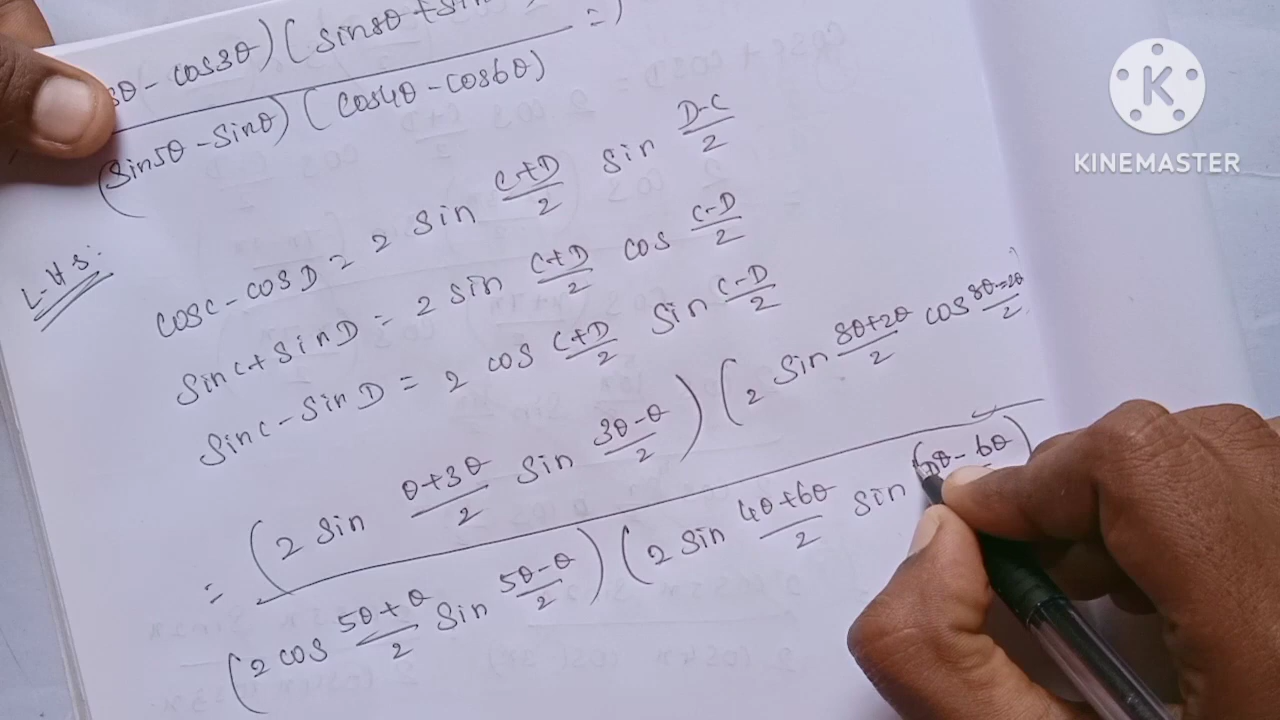 θ - cos3θ) ( sin8θ + sin
(sin5θ - sinθ) ( cos4θ - cos6θ)
L.H.S:
cosC - cosD = 2 sin C+D/2 sin D-C/2
sinC + sinD = 2 sin C+D/2 cos C-D/2
sinC - sinD = 2 cos C+D/2 sin C-D/2
= (2 sin θ+3θ/2 sin 3θ-θ/2) (2 sin 8θ+2θ/2 cos 8θ-2θ/2)
(2 cos 5θ+θ/2 sin 5θ-θ/2) (2 sin 4θ+6θ/2 sin ( θ - 6θ)
K
KINEMASTER